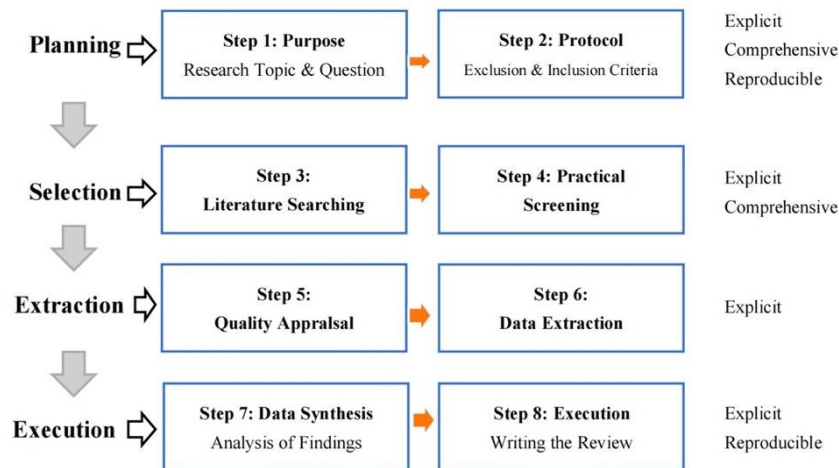 Planning
Step 1: Purpose
Research Topic & Question
Step 2: Protocol
Exclusion & Inclusion Criteria
Explicit
Comprehensive
Reproducible
Selection
Step 3:
Literature Searching
Step 4: Practical
Screening
Explicit
Comprehensive
Extraction
Step 5:
Quality Appralsal
Step 6:
Data Extraction
Explicit
Execution
Step 7: Data Synthesis
Analysis of Findings
Step 8: Execution
Writing the Review
Explicit
Reproducible